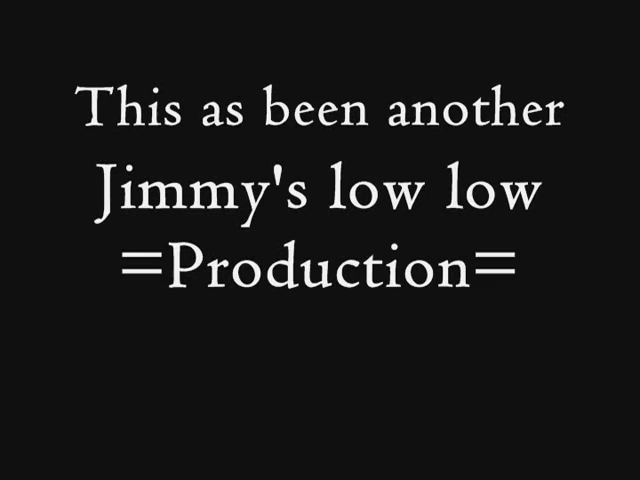 This as been another
Jimmy's low low
=Production=